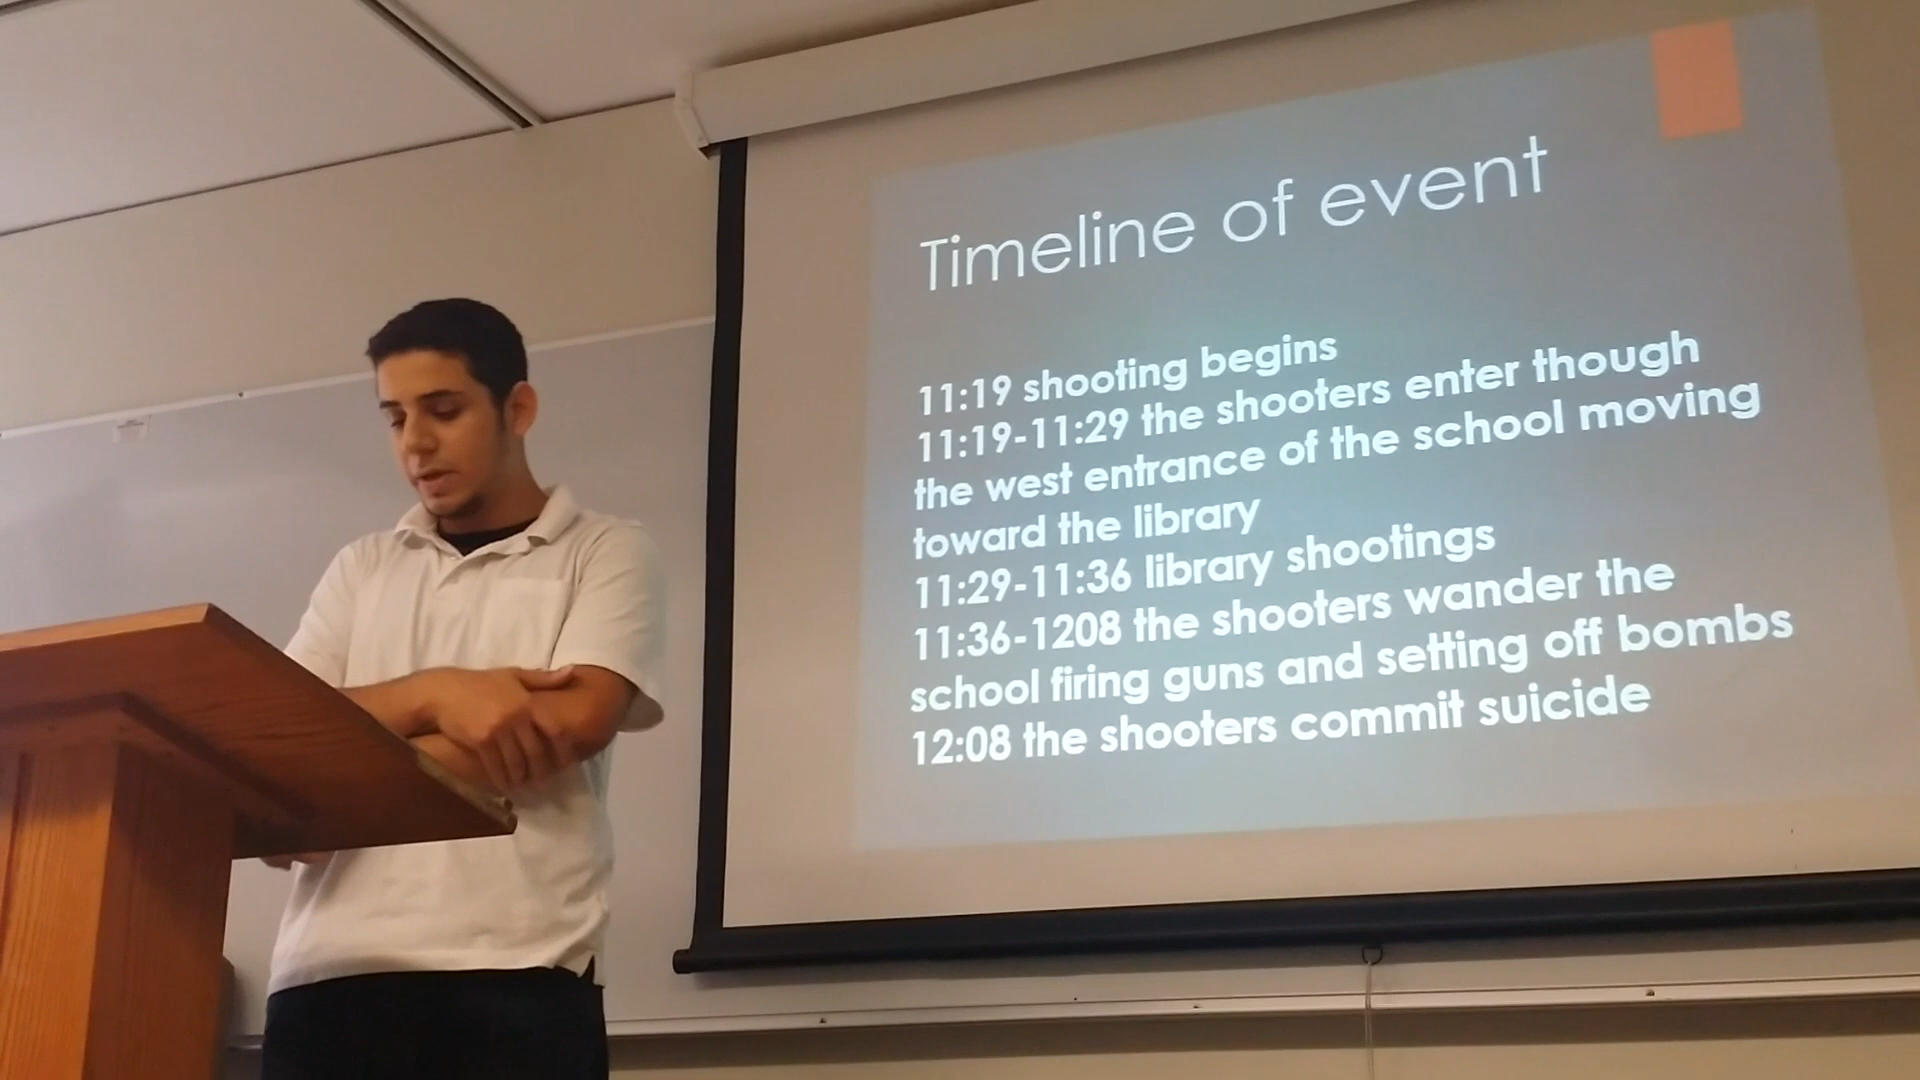 Timeline of event
11:19 shooting begins
11:19-11:29 the shooters enter though
the west entrance of the school moving
toward the library
11:29-11:36 library shootings
11:36-1208 the shooters wander the
school firing guns and setting off bombs
12:08 the shooters commit suicide